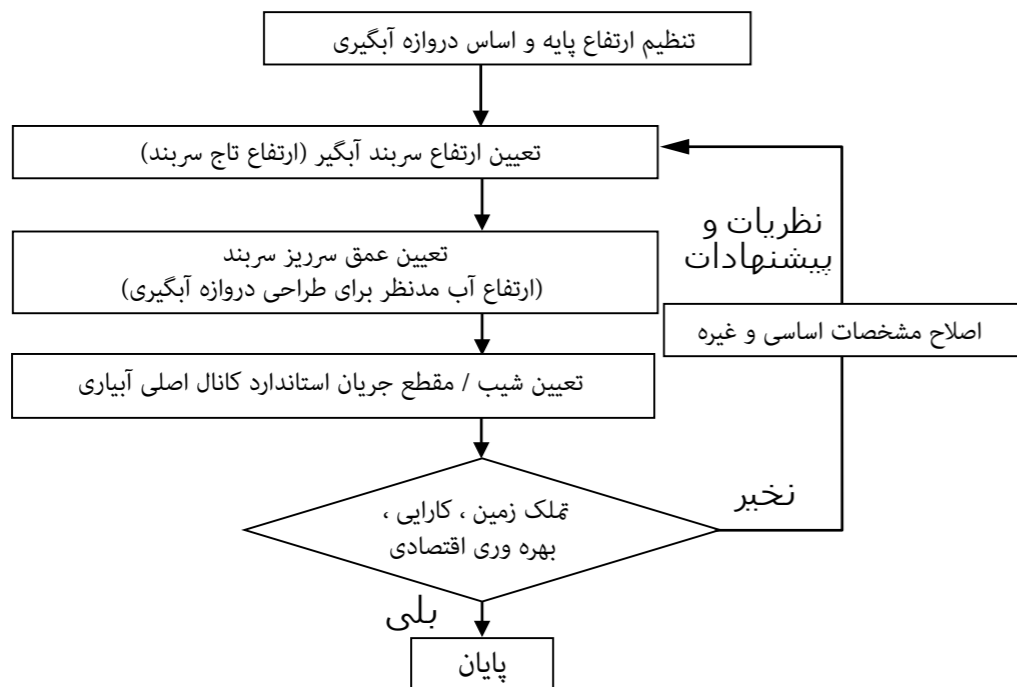 تنظیم ارتفاع پایه و اساس دروازه آبگیری
تعیین ارتفاع سربند آبگیر (ارتفاع تاج سربند)
نظریات و
پیشنهادات
تعیین عمق سرریز سربند
(ارتفاع آب مدنظر برای طراحی دروازه آبگیری)
اصلاح مشخصات اساسی و غیره
تعیین شیب / مقطع جریان استاندارد کانال اصلی آبیاری
نخیر
تملک زمین ، کارایی ،
بهره وری اقتصادی
بلی
پایان